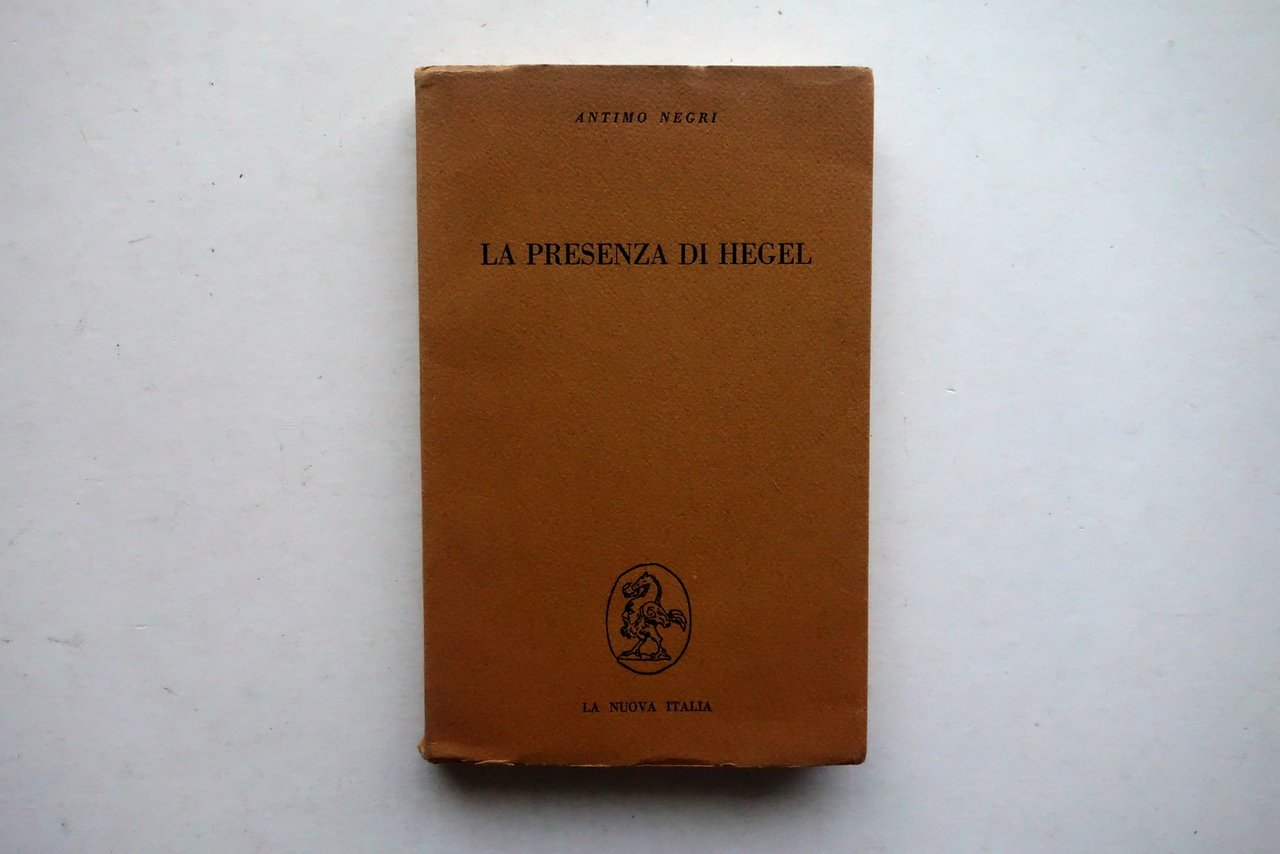 ANTIMO NEGRI
LA PRESENZA DI HEGEL
LA NUOVA ITALIA